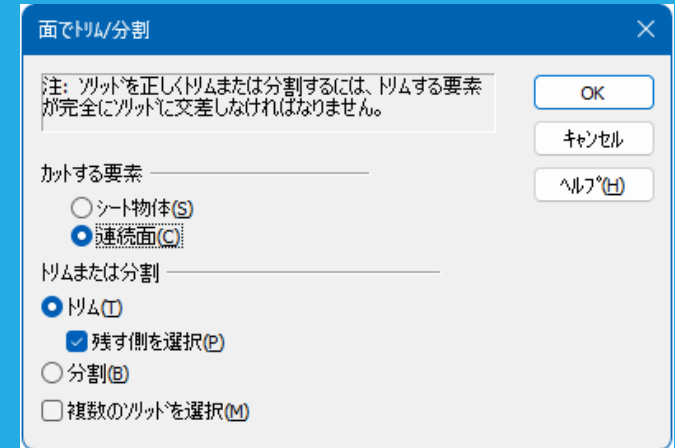 面でﾄﾘﾑ/分割
注: ｿﾘｯﾄﾞを正しくﾄﾘﾑまたは分割するには、ﾄﾘﾑする要素
が完全にｿﾘｯﾄﾞに交差しなければなりません。
OK
ｷｬﾝｾﾙ
ﾍﾙﾌﾟ(H)
ｶｯﾄする要素
ｼｰﾄ物体(S)
連続面(C)
ﾄﾘﾑまたは分割
ﾄﾘﾑ(T)
残す側を選択(P)
分割(B)
複数のｿﾘｯﾄﾞを選択(M)